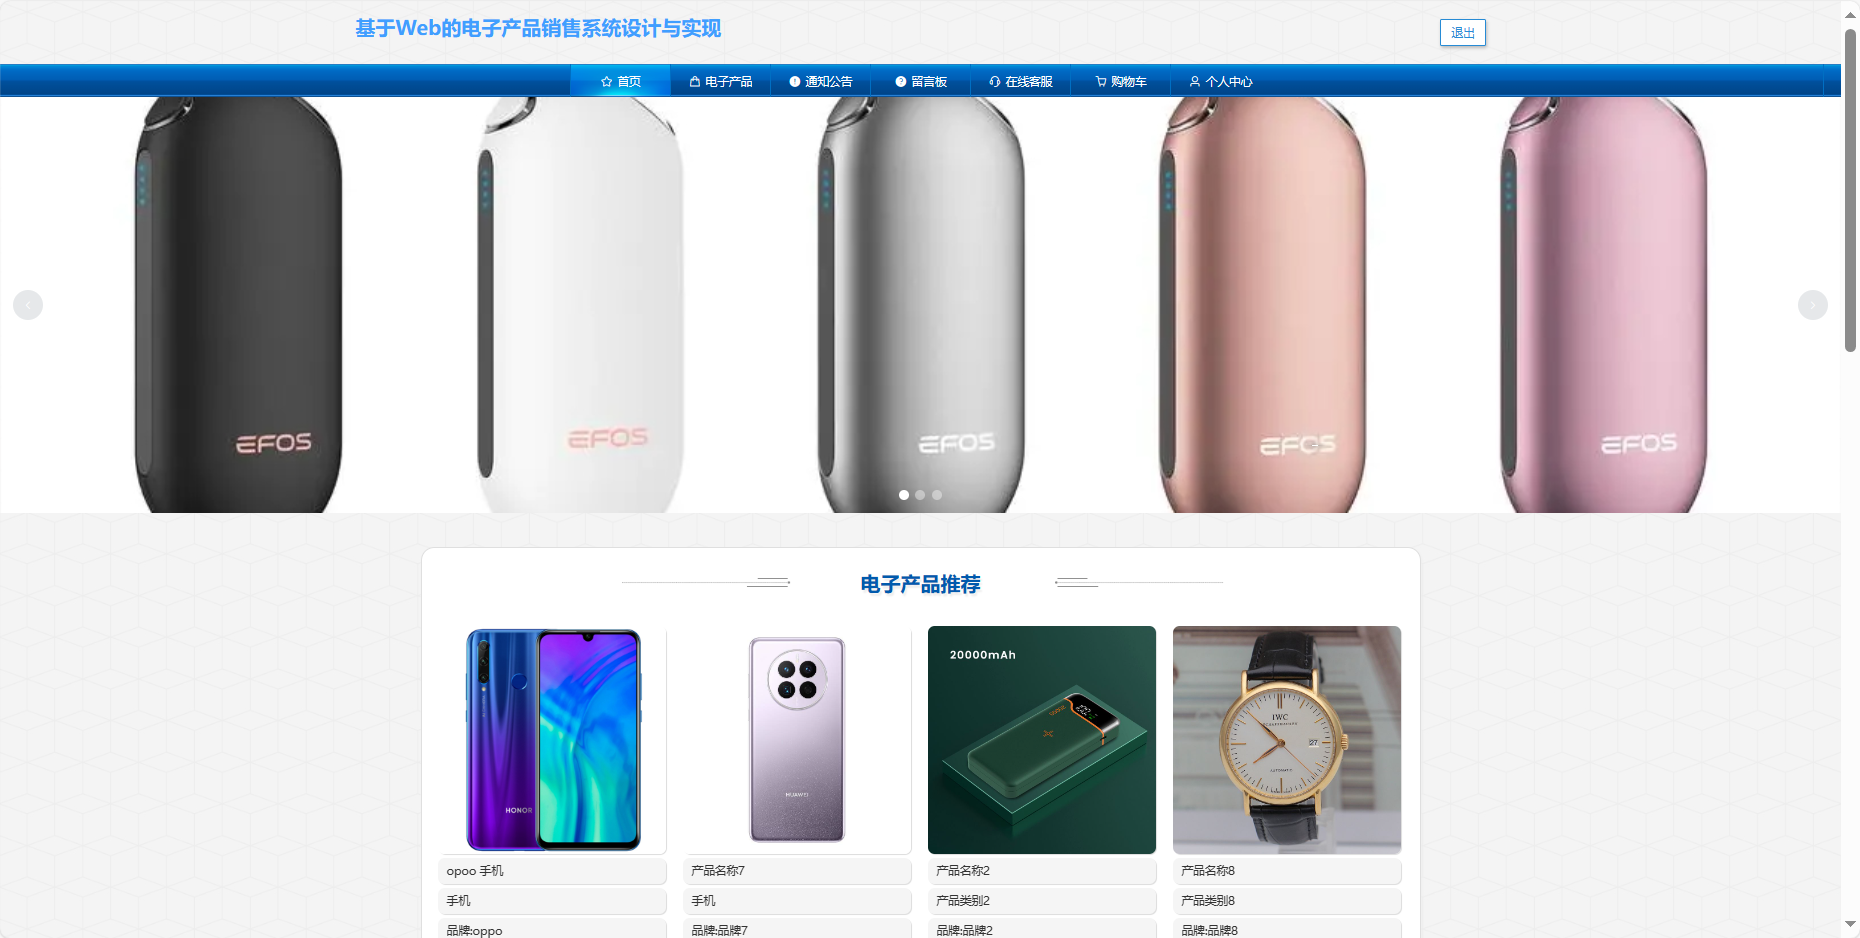 基于Web的电子产品销售系统设计与实现
退出
首页
电子产品
通知公告
留言板
在线客服
购物车
个人中心
EFOS
EFOS
EFOS
EFOS
EFOS
电子产品推荐
HONOR
HUAWEI
20000mAh
IWC
27
AUTOMATIC
opoo 手机
产品名称7
产品名称2
产品名称8
手机
手机
产品类别2
产品类别8
品牌:oppo
品牌:品牌7
品牌:品牌2
品牌:品牌8